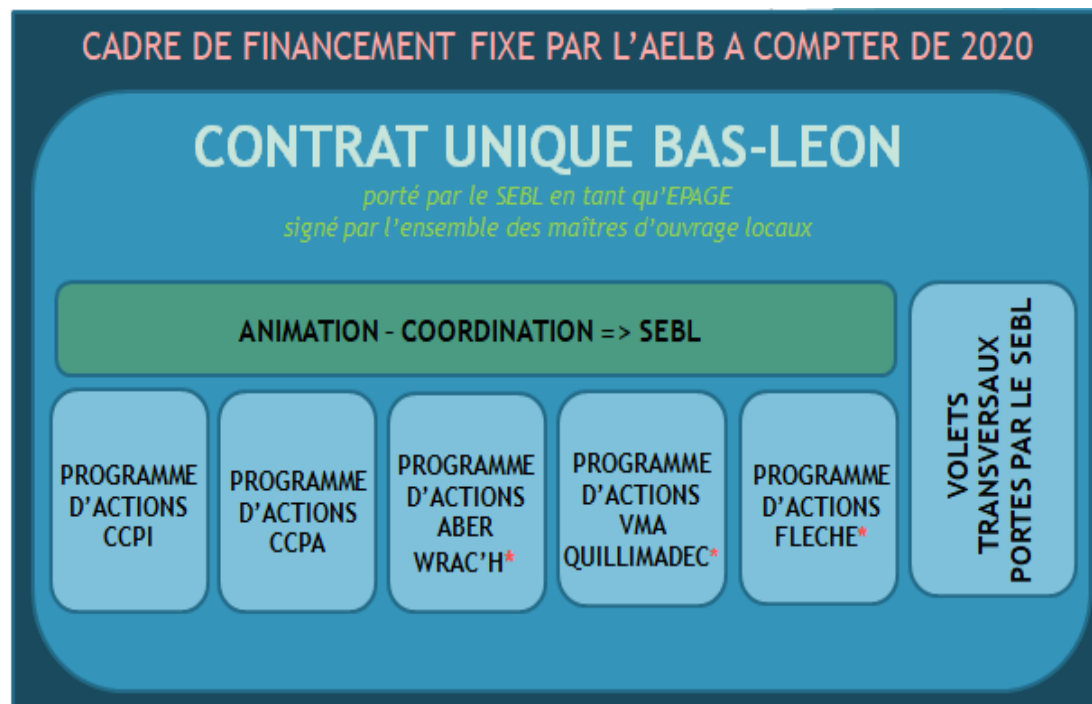 CADRE DE FINANCEMENT FIXE PAR L'AELB A COMPTER DE 2020
CONTRAT UNIQUE BAS-LEON
porté par le SEBL en tant qu'EPAGE
signé par l'ensemble des maîtres d'ouvrage locaux
ANIMATION – COORDINATION => SEBL
PROGRAMME
D'ACTIONS
CCPI
PROGRAMME
D'ACTIONS
CCPA
PROGRAMME
D'ACTIONS
ABER
WRAC'H*
PROGRAMME
D'ACTIONS
VMA
QUILLIMADEC*
PROGRAMME
D'ACTIONS
FLECHE*
VOLETS
TRANSVERSAUX
PORTES PAR LE SEBL